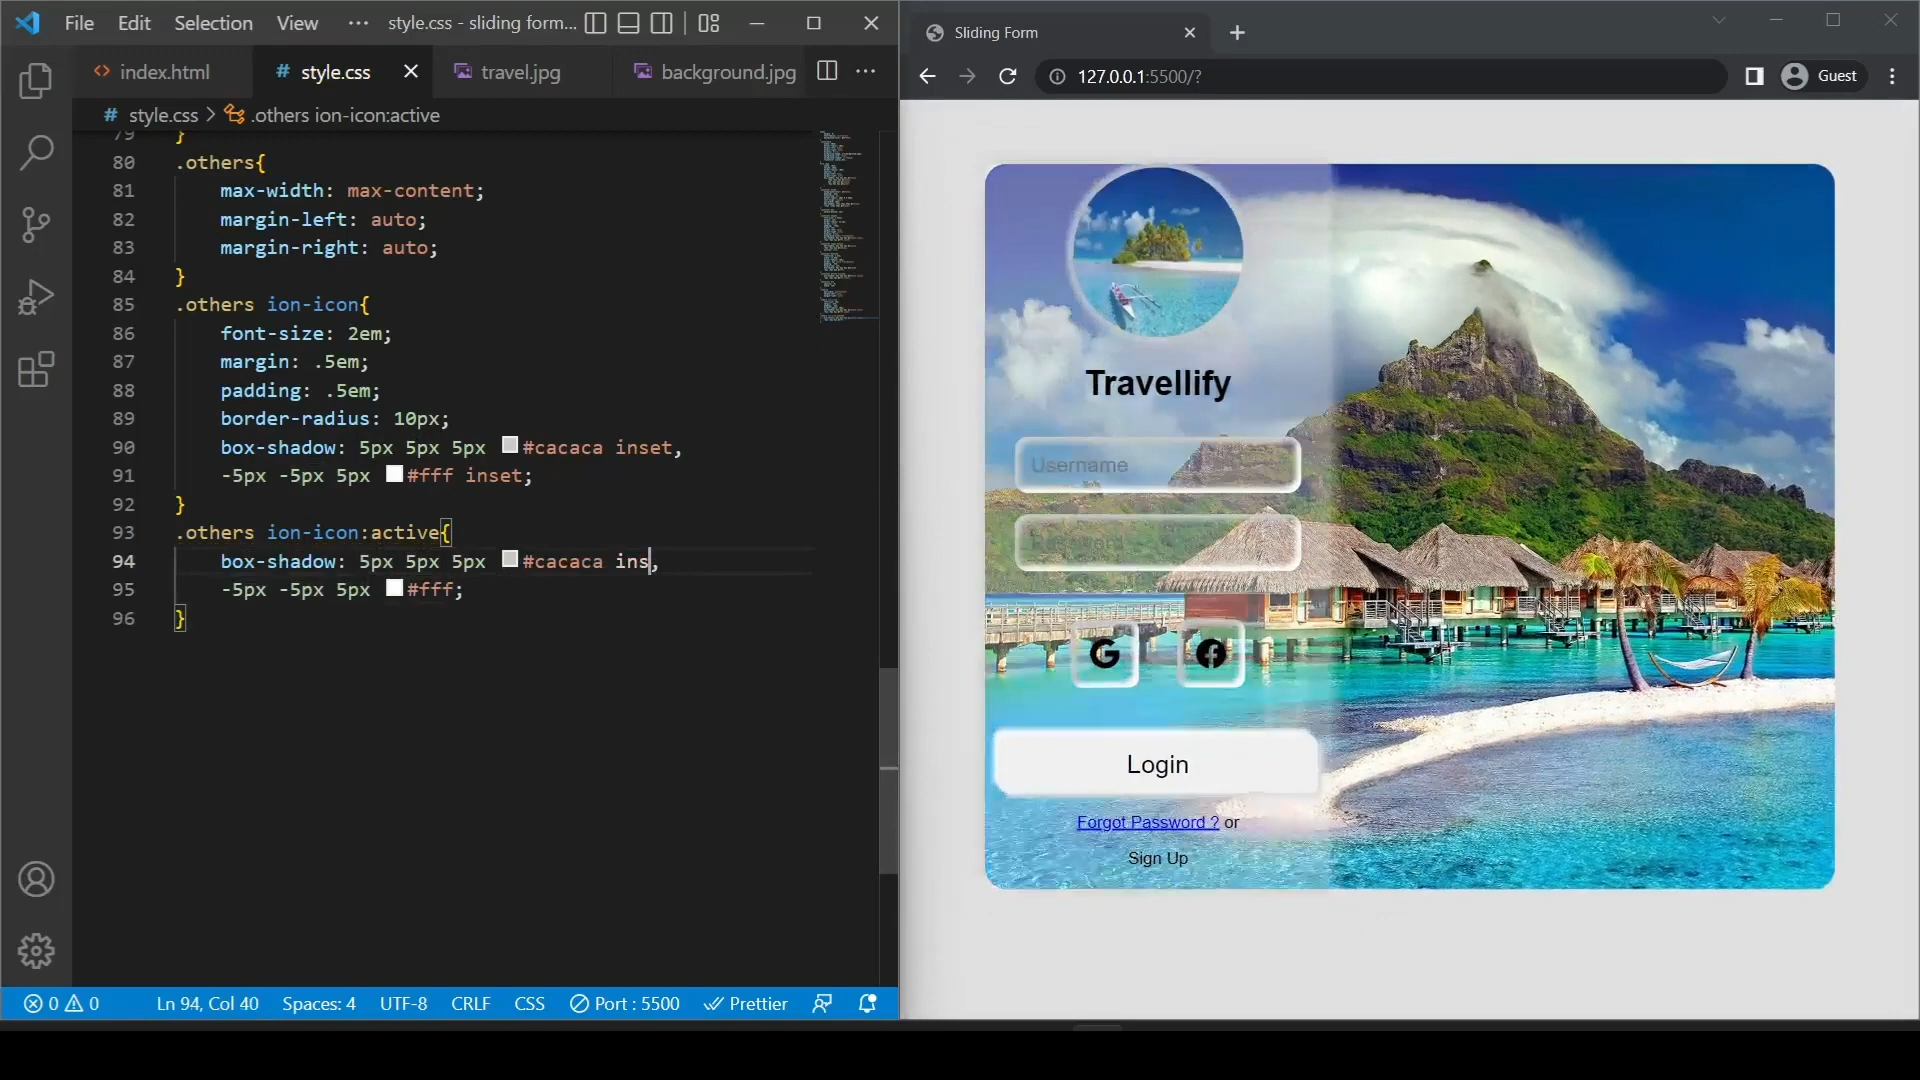 File Edit Selection View ··· style.css - sliding form...
index.html # style.css travel.jpg background.jpg ···
# style.css > .others ion-icon:active
79 }
80 .others{
81 max-width: max-content;
82 margin-left: auto;
83 margin-right: auto;
84 }
85 .others ion-icon{
86 font-size: 2em;
87 margin: .5em;
88 padding: .5em;
89 border-radius: 10px;
90 box-shadow: 5px 5px 5px #cacaca inset,
91 -5px -5px 5px #fff inset;
92 }
93 .others ion-icon:active{
94 box-shadow: 5px 5px 5px #cacaca ins,
95 -5px -5px 5px #fff;
96 }
0 0 Ln 94, Col 40 Spaces: 4 UTF-8 CRLF CSS Port : 5500 Prettier
Sliding Form
127.0.0.1:5500/? Guest
Travellify
Username
Password
Login
Forgot Password ? or
Sign Up